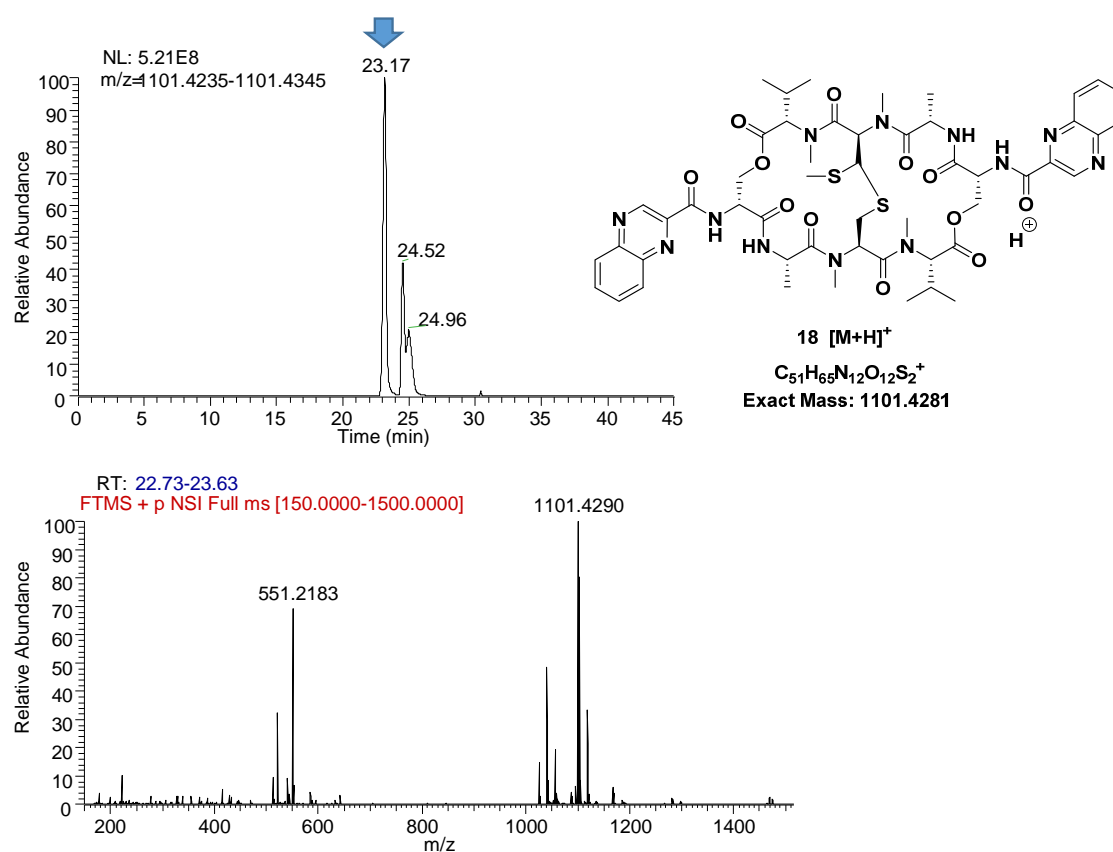 NL: 5.21E8
m/z=1101.4235-1101.4345
23.17
24.52
24.96
Relative Abundance
100
90
80
70
60
50
40
30
20
10
0
0 5 10 15 20 25 30 35 40 45
Time (min)
O
O
N
N
O
N
H
H
N
O
N
N
O
O
S
S
O
O
N
H
N
N
O
N
H
O
O
N
O
N
O
O
H⊕
18 [M+H]+
C51H65N12O12S2+
Exact Mass: 1101.4281
RT: 22.73-23.63
FTMS + p NSI Full ms [150.0000-1500.0000]
1101.4290
551.2183
Relative Abundance
100
90
80
70
60
50
40
30
20
10
0
200 400 600 800 1000 1200 1400
m/z